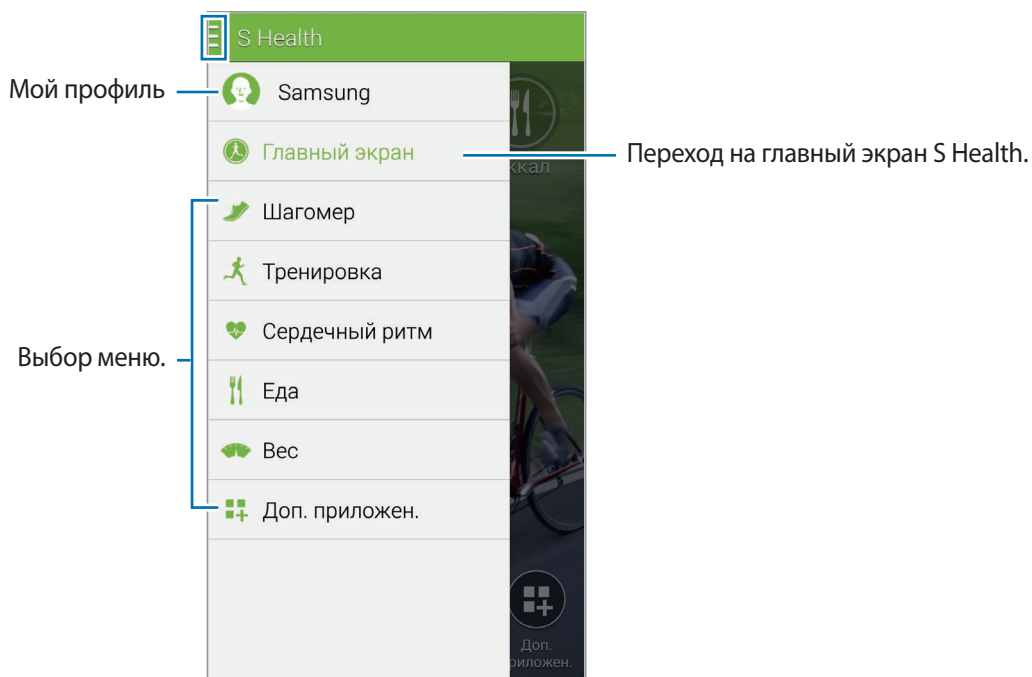 S Health
Мой профиль
Samsung
Главный экран
Переход на главный экран S Health.
ккал
Шагомер
Тренировка
Сердечный ритм
Выбор меню.
Еда
Вес
Доп. приложен.
Доп.
риложен.